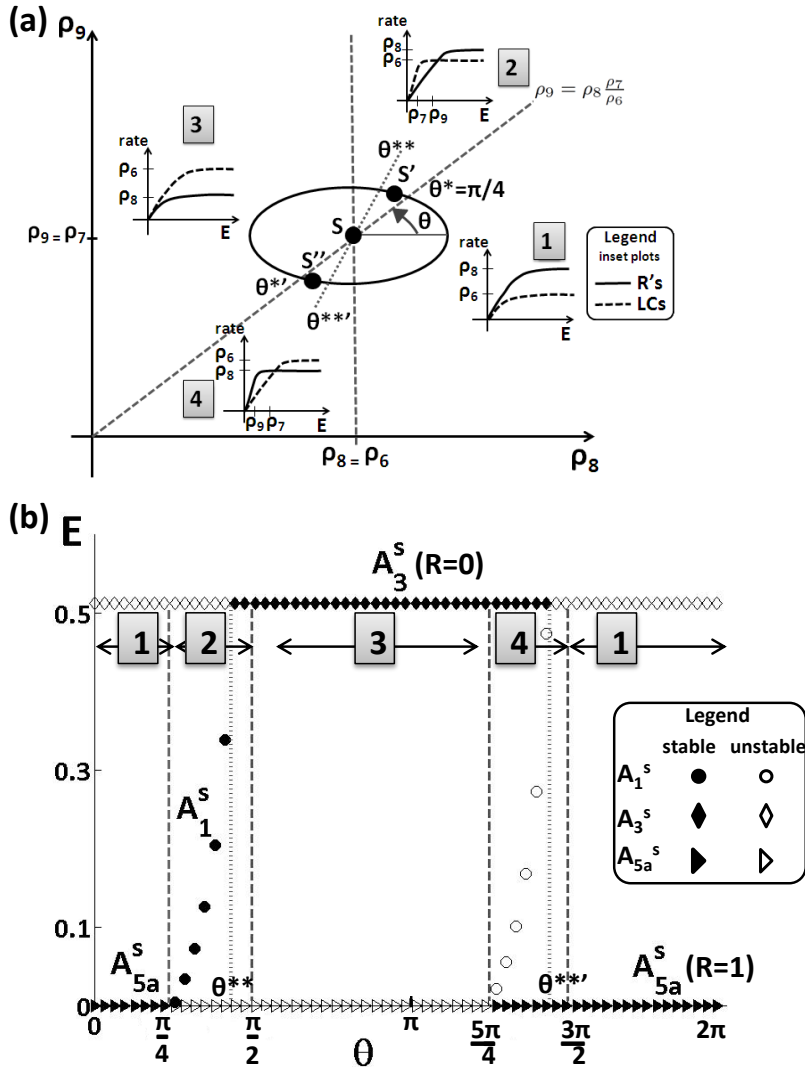 (a)
ρ₉
rate
ρ₈
ρ₆
2
ρ₇ ρ₉ E
ρ₉ = ρ₈ ρ₇/ρ₆
3
rate
ρ₆
ρ₈
E
θ**
S'
θ*=π/4
S
θ
ρ₉ = ρ₇
S''
θ*'
θ**'
1
rate
ρ₈
ρ₆
E
Legend
inset plots
R's
LCs
rate
ρ₆
ρ₈
4
ρ₉ ρ₇ E
ρ₈ = ρ₆
ρ₈
(b)
E
A₃ˢ (R=0)
0.5
1 2 3 4 1
Legend
stable unstable
A₁ˢ
A₃ˢ
A₅ₐˢ
0.3
A₁ˢ
0.1
A₅ₐˢ
θ**
θ**'
A₅ₐˢ (R=1)
0
0 π/4 π/2 π 5π/4 3π/2 2π
θ